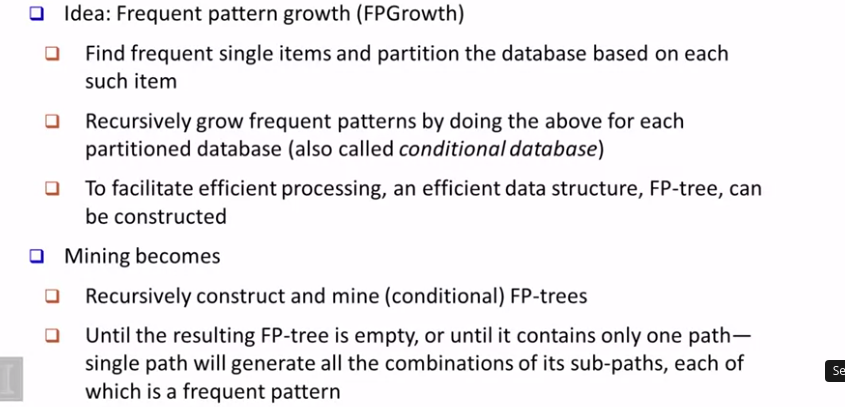 Idea: Frequent pattern growth (FPGrowth)
Find frequent single items and partition the database based on each
such item
Recursively grow frequent patterns by doing the above for each
partitioned database (also called conditional database)
To facilitate efficient processing, an efficient data structure, FP-tree, can
be constructed
Mining becomes
Recursively construct and mine (conditional) FP-trees
Until the resulting FP-tree is empty, or until it contains only one path—
single path will generate all the combinations of its sub-paths, each of
which is a frequent pattern
I
Se